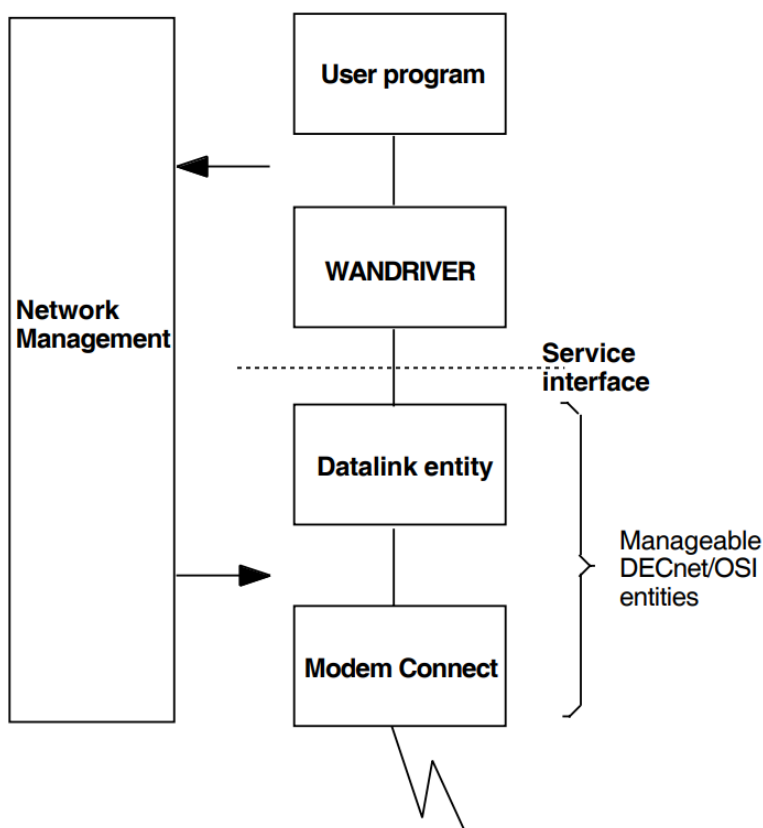 User program
WANDRIVER
Network
Management
Service
interface
Datalink entity
Manageable
DECnet/OSI
entities
Modem Connect